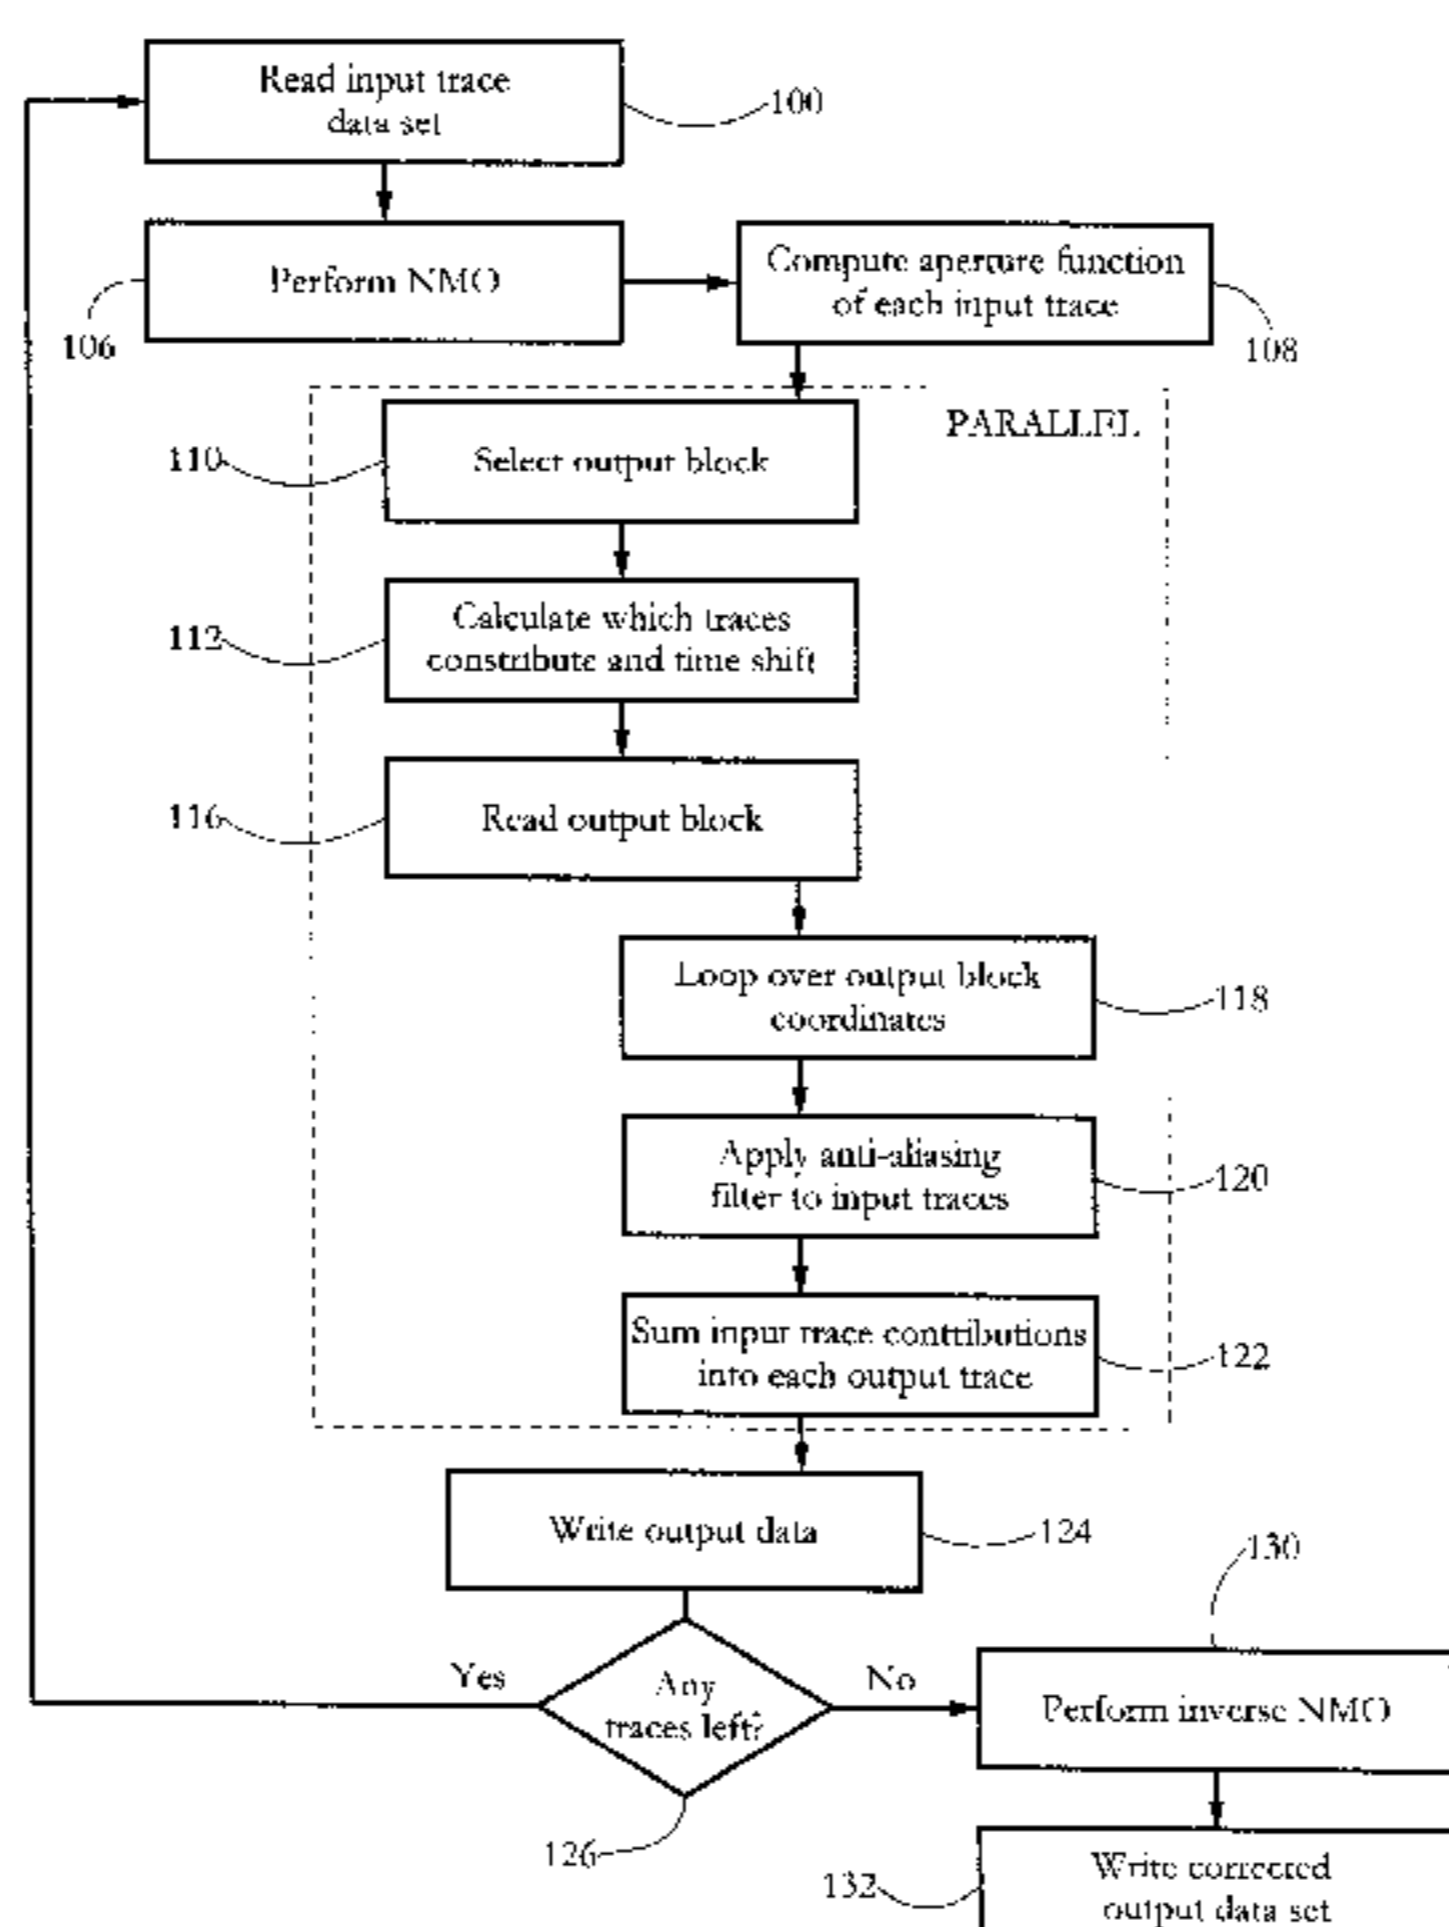 Read input trace
data set
100
Perform NMO
106
Compute aperture function
of each input trace
108
PARALLEL
110
Select output block
112
Calculate which traces
constribute and time shift
116
Read output block
Loop over output block
coordinates
118
Apply anti-aliasing
filter to input traces
120
Sum input trace contributions
into each output trace
122
Write output data
124
130
Yes
Any
traces left?
No
Perform inverse NMO
126
132
Write corrected
output data set